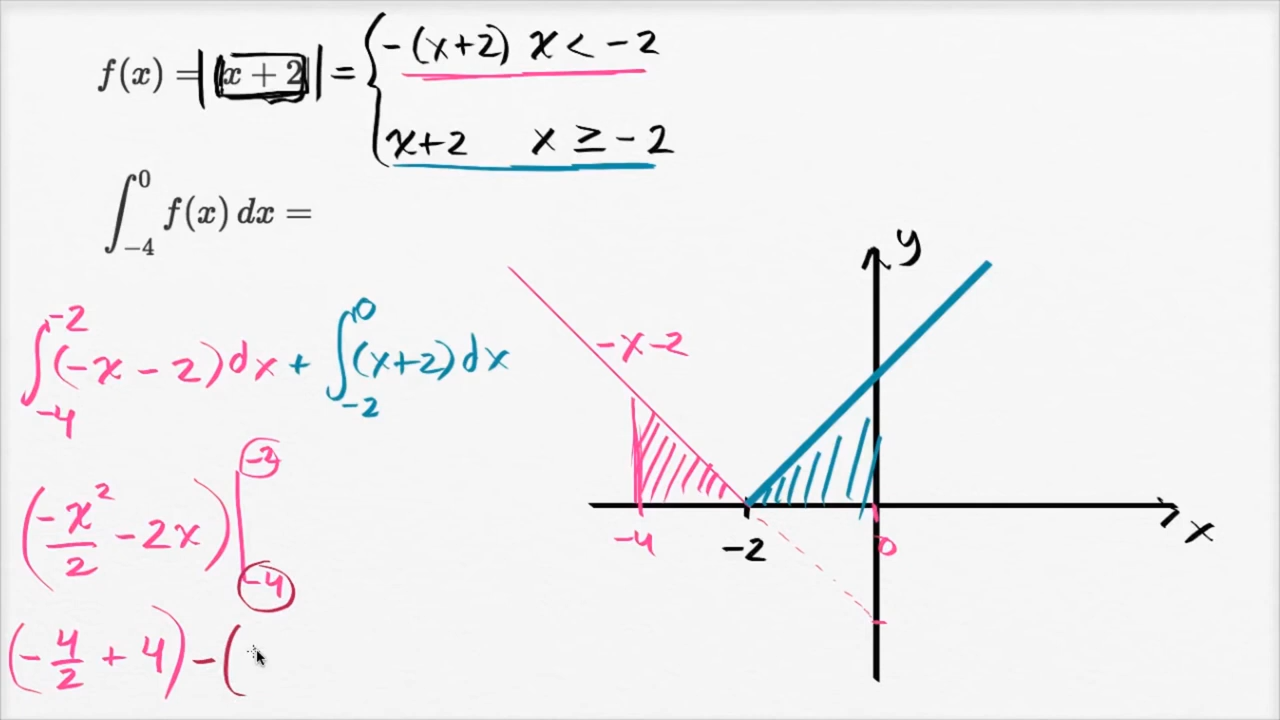 f(x) = |x + 2| = { -(x+2) x < -2
x+2 x ≥ -2
∫_{-4}^{0} f(x) dx =
∫_{-4}^{-2} (-x - 2) dx + ∫_{-2}^{0} (x+2) dx
(-x²/2 - 2x) |_{-4}^{-2}
(-4/2 + 4) - (
y
-x-2
-4
-2
0
x